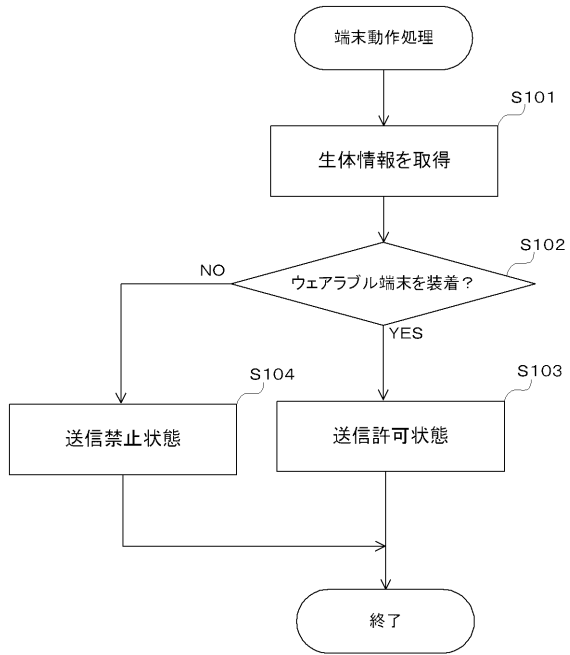 端末動作処理
S101
生体情報を取得
S102
ウェアラブル端末を装着？
NO
YES
S104
送信禁止状態
S103
送信許可状態
終了